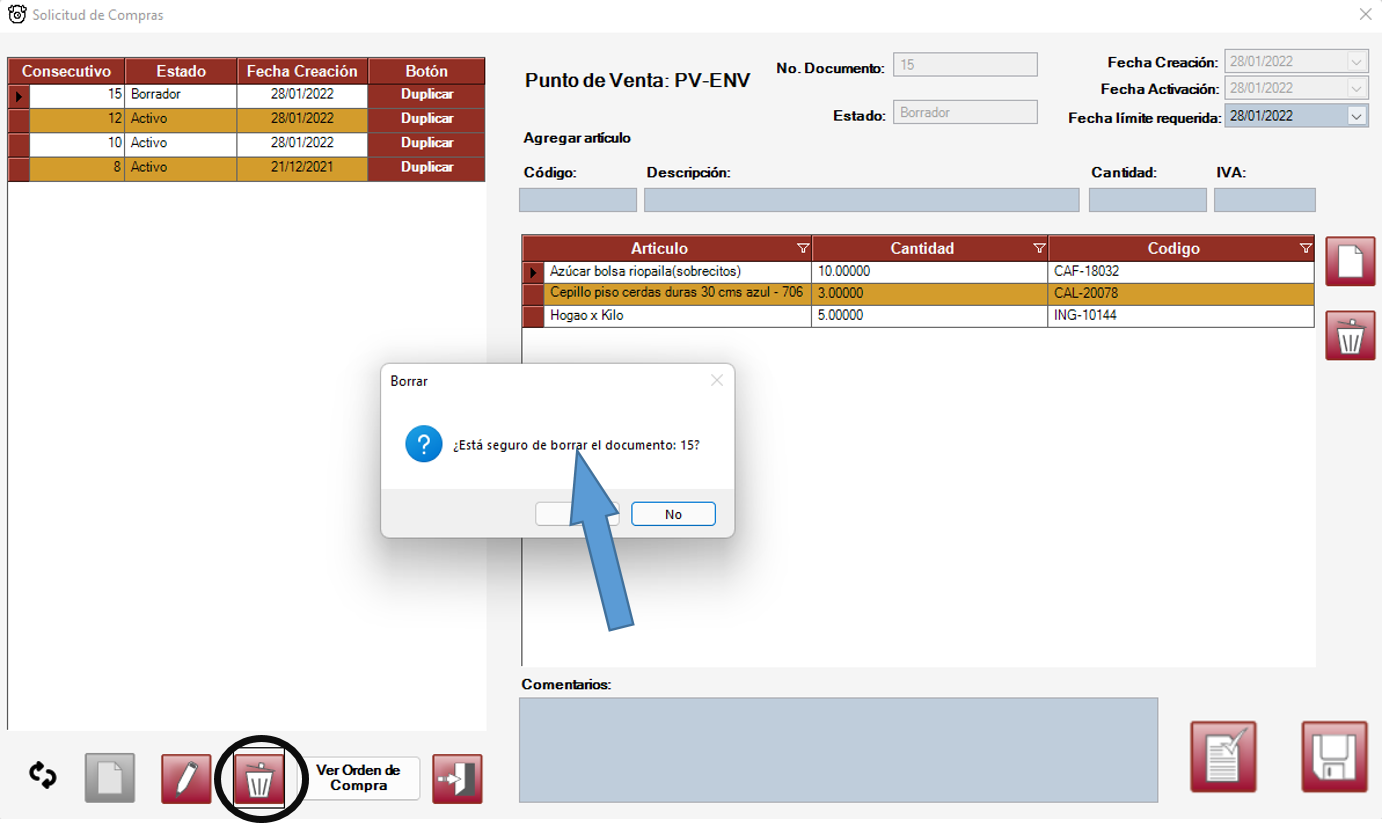 Solicitud de Compras
Consecutivo Estado Fecha Creación Botón
15 Borrador 28/01/2022 Duplicar
12 Activo 28/01/2022 Duplicar
10 Activo 28/01/2022 Duplicar
8 Activo 21/12/2021 Duplicar
Punto de Venta: PV-ENV
No. Documento: 15
Estado: Borrador
Fecha Creación: 28/01/2022
Fecha Activación: 28/01/2022
Fecha límite requerida: 28/01/2022
Agregar artículo
Código: Descripción: Cantidad: IVA:
Articulo Cantidad Codigo
Azúcar bolsa riopaila(sobrecitos) 10.00000 CAF-18032
Cepillo piso cerdas duras 30 cms azul - 706 3.00000 CAL-20078
Hogao x Kilo 5.00000 ING-10144
Borrar
¿Está seguro de borrar el documento: 15?
No
Comentarios:
Ver Orden de
Compra